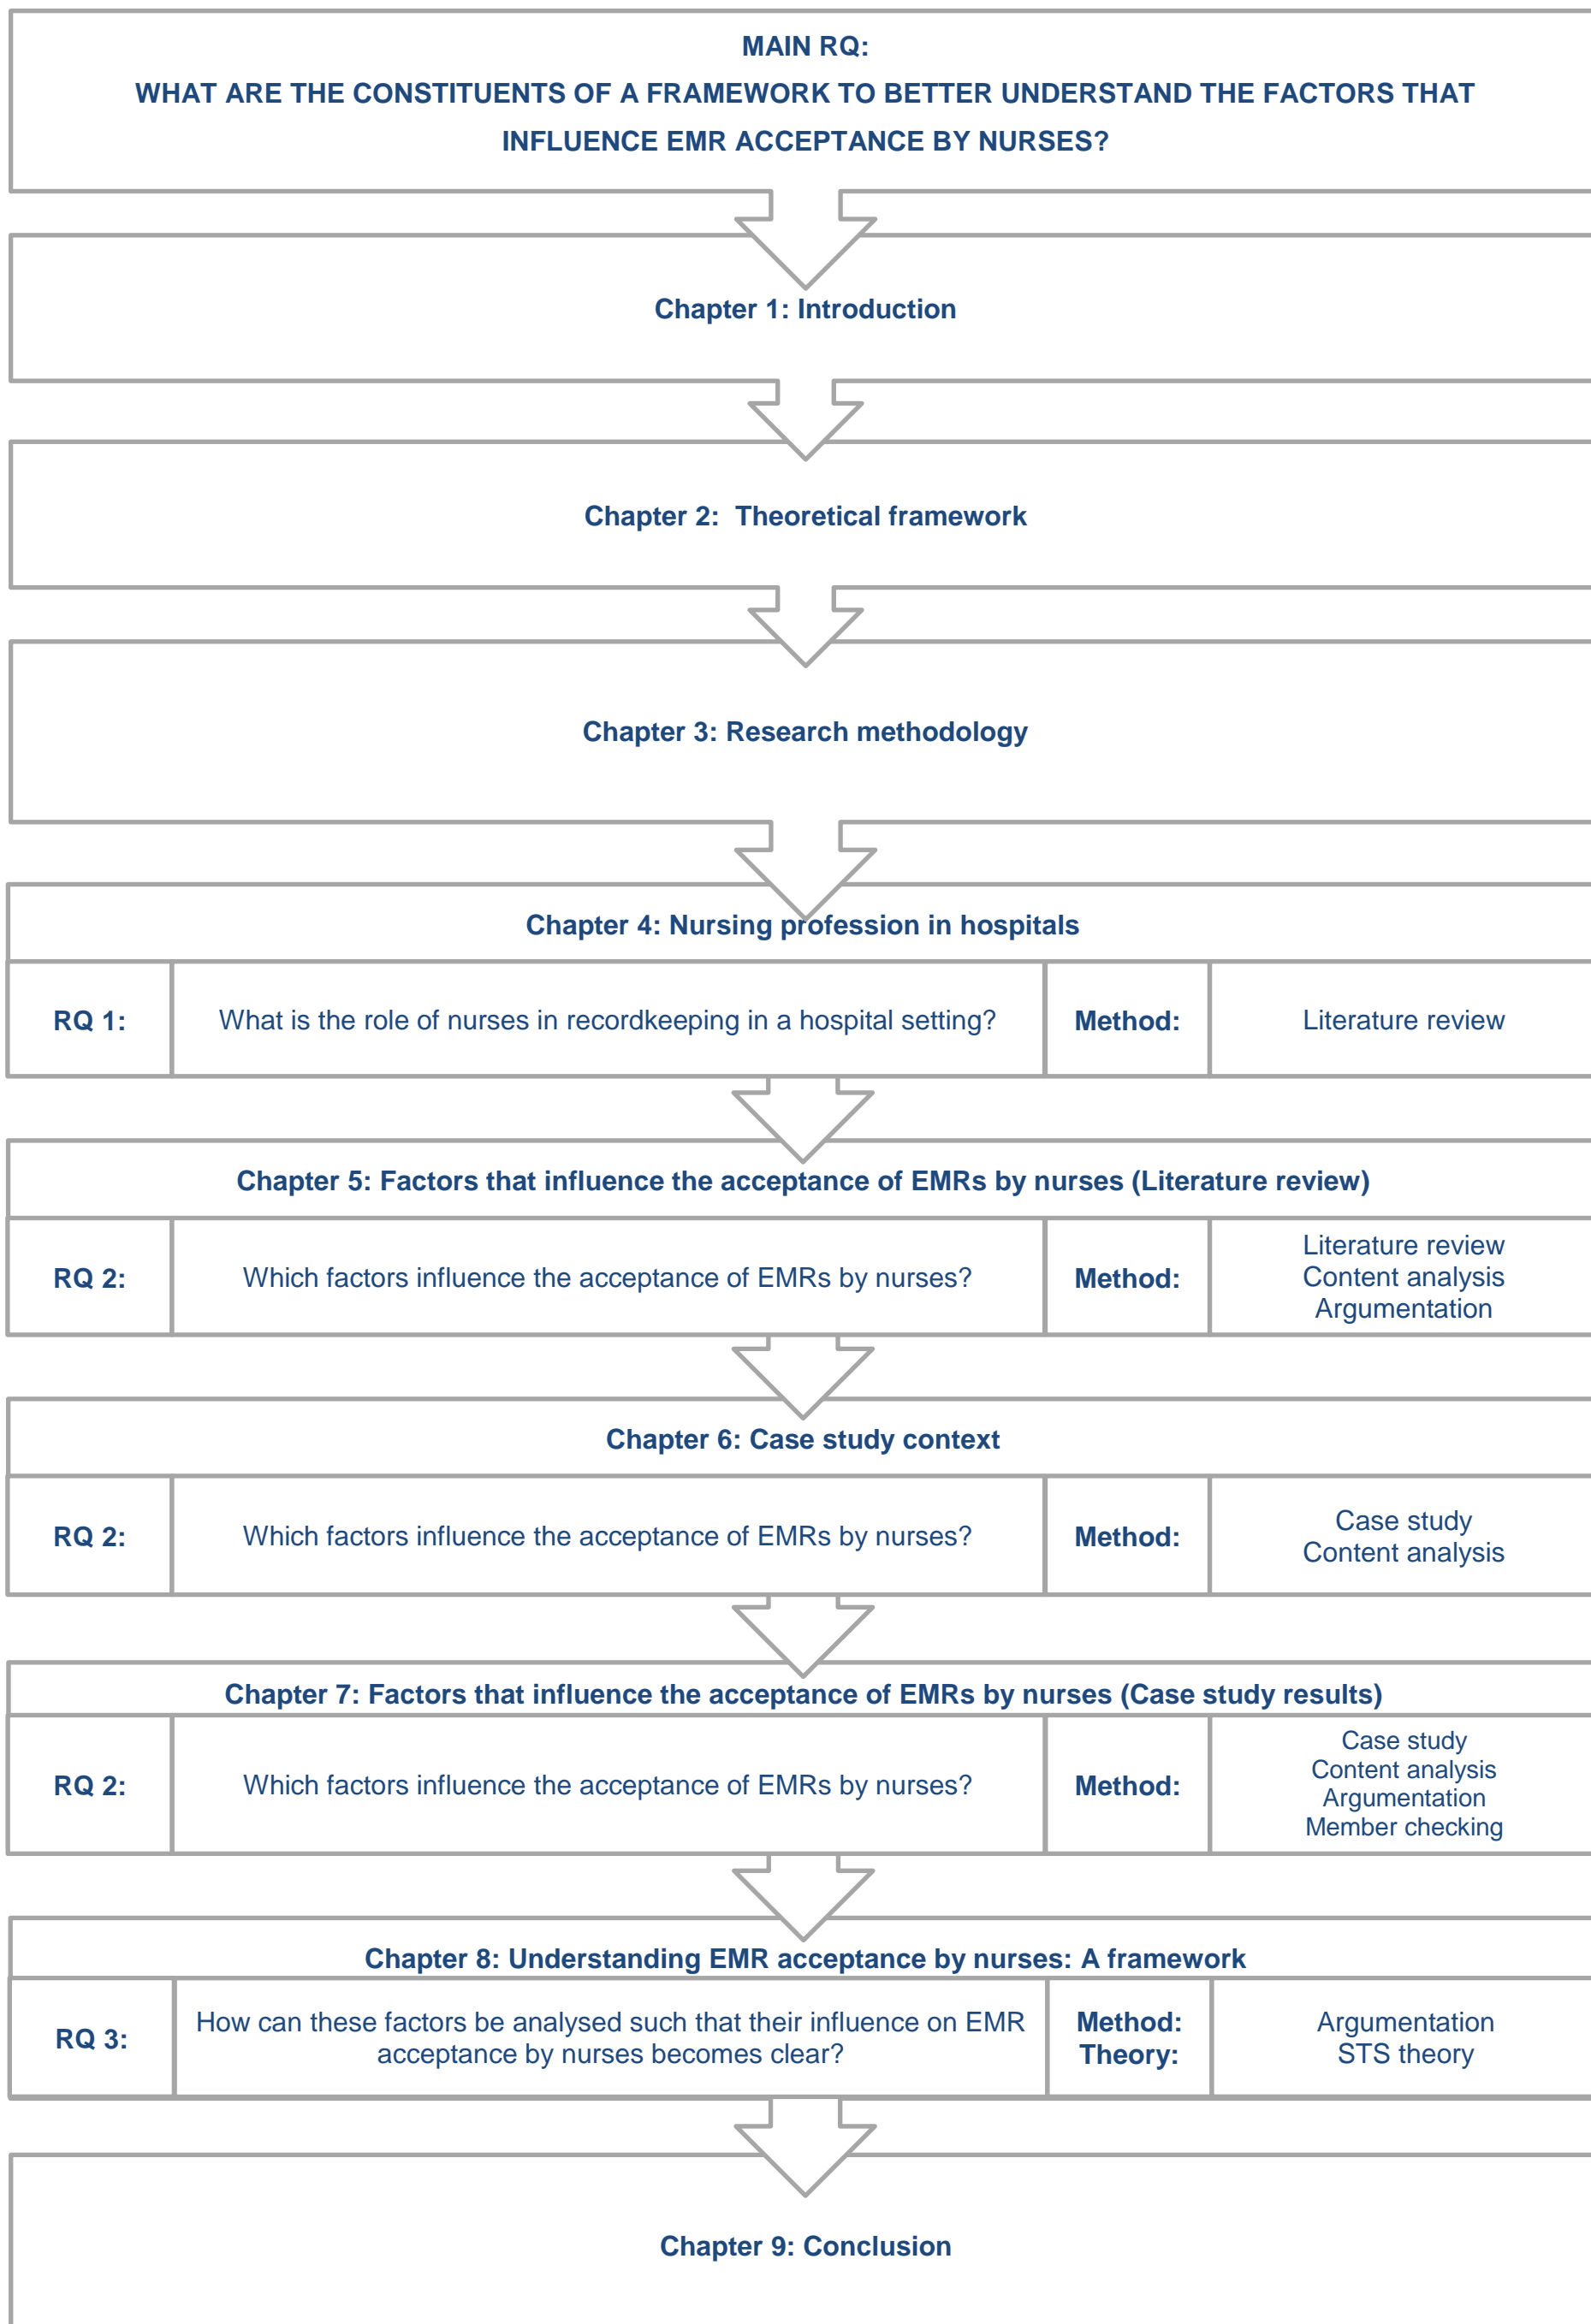 MAIN RQ:
WHAT ARE THE CONSTITUENTS OF A FRAMEWORK TO BETTER UNDERSTAND THE FACTORS THAT
INFLUENCE EMR ACCEPTANCE BY NURSES?
Chapter 1: Introduction
Chapter 2:  Theoretical framework
Chapter 3: Research methodology
Chapter 4: Nursing profession in hospitals
RQ 1:
What is the role of nurses in recordkeeping in a hospital setting?
Method:
Literature review
Chapter 5: Factors that influence the acceptance of EMRs by nurses (Literature review)
RQ 2:
Which factors influence the acceptance of EMRs by nurses?
Method:
Literature review
Content analysis
Argumentation
Chapter 6: Case study context
RQ 2:
Which factors influence the acceptance of EMRs by nurses?
Method:
Case study
Content analysis
Chapter 7: Factors that influence the acceptance of EMRs by nurses (Case study results)
RQ 2:
Which factors influence the acceptance of EMRs by nurses?
Method:
Case study
Content analysis
Argumentation
Member checking
Chapter 8: Understanding EMR acceptance by nurses: A framework
RQ 3:
How can these factors be analysed such that their influence on EMR
acceptance by nurses becomes clear?
Method:
Theory:
Argumentation
STS theory
Chapter 9: Conclusion